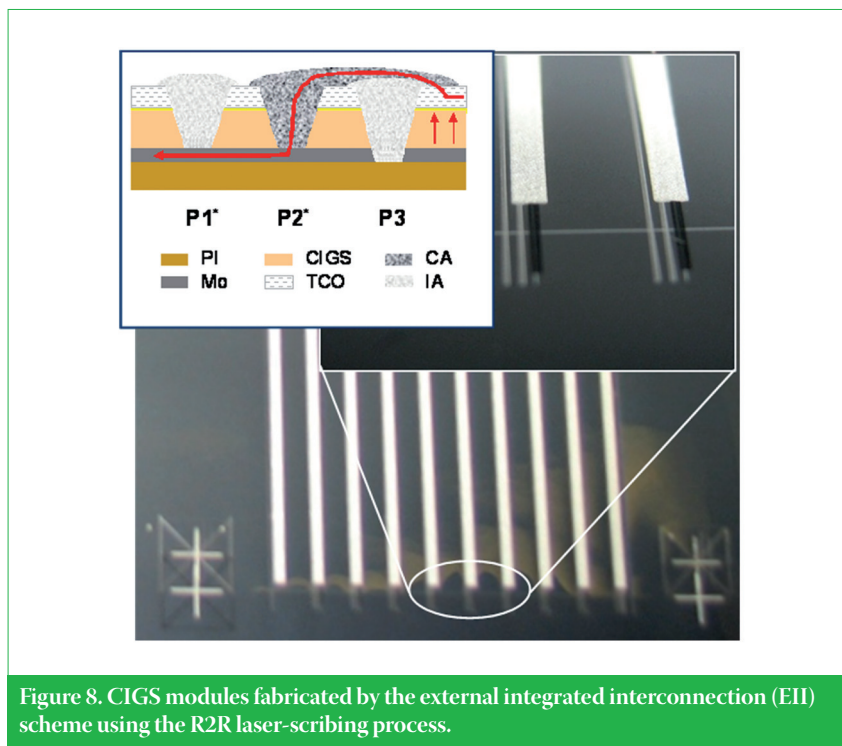 P1* P2* P3
PI CIGS CA
Mo TCO IA
Figure 8. CIGS modules fabricated by the external integrated interconnection (EII)
scheme using the R2R laser-scribing process.